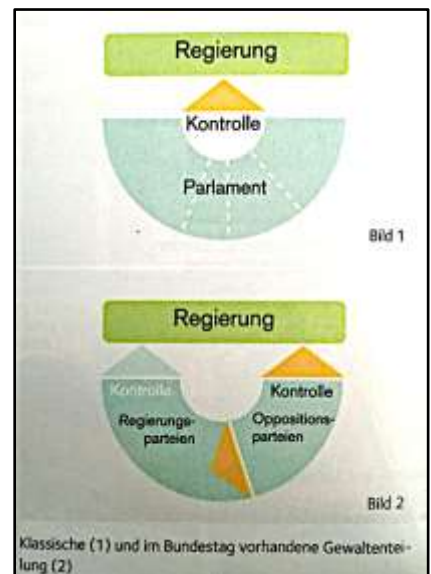 Regierung
Kontrolle
Parlament
Bild 1
Regierung
Kontrolle
Kontrolle
Regierungs-
parteien
Oppositions-
parteien
Bild 2
Klassische (1) und im Bundestag vorhandene Gewaltentei-
lung (2)